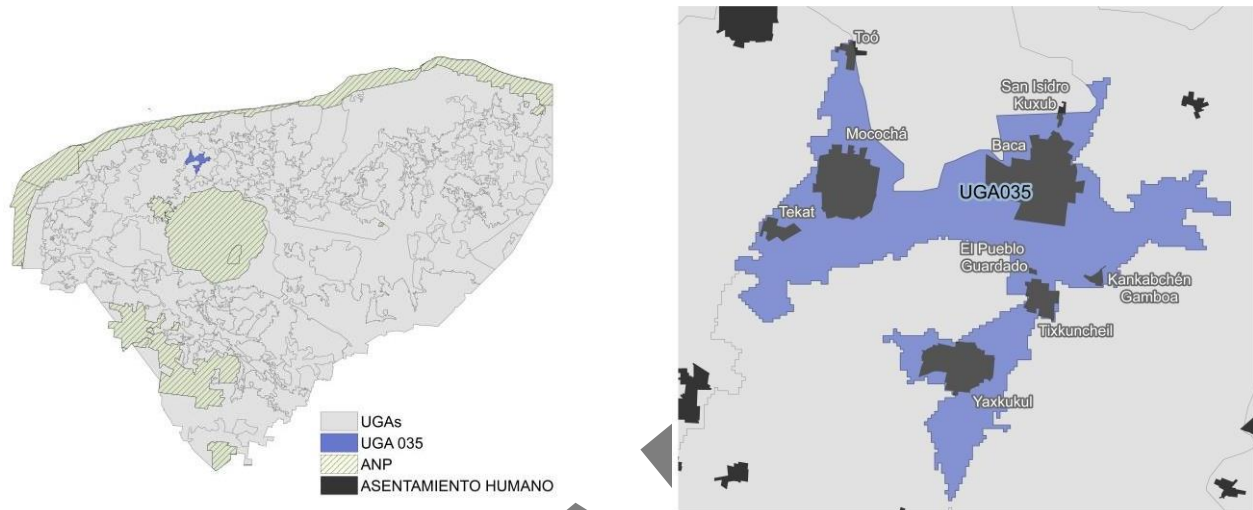 UGAs
UGA 035
ANP
ASENTAMIENTO HUMANO
Toó
San Isidro
Kuxub
Mocochá
Baca
UGA035
Tekat
El Pueblo
Guardado
Kankabchén
Gamboa
Tixkuncheil
Yaxkukul